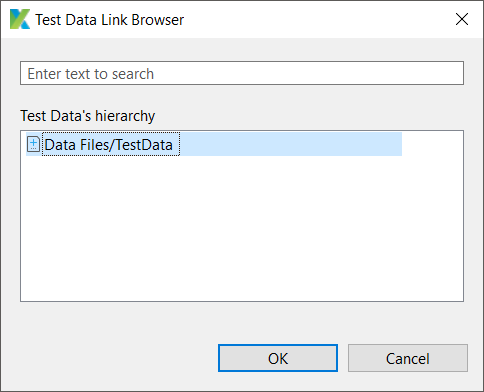 Test Data Link Browser
Enter text to search
Test Data's hierarchy
Data Files/TestData
OK
Cancel